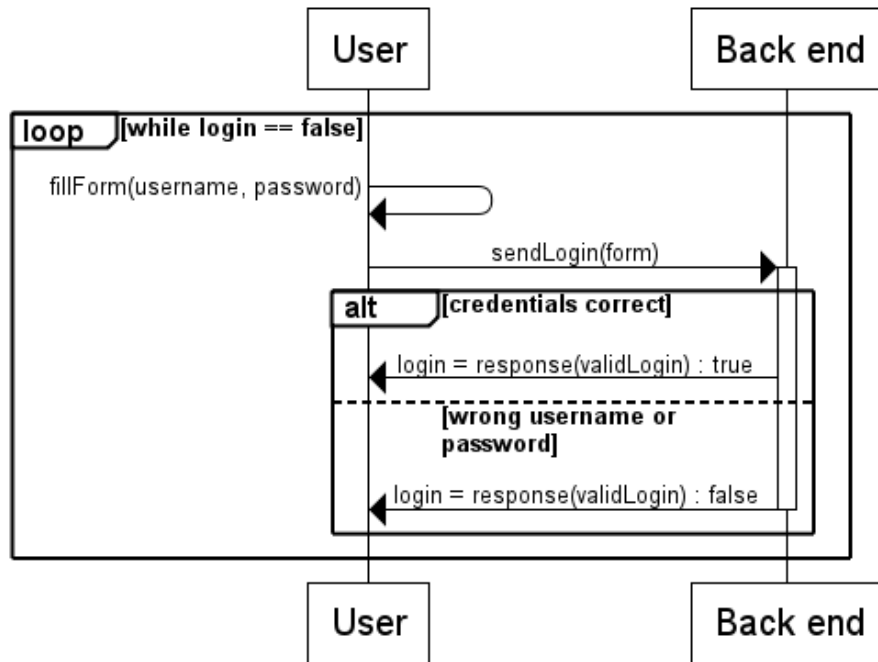 User
Back end
loop
[while login == false]
fillForm(username, password)
sendLogin(form)
alt
[credentials correct]
login = response(validLogin) : true
[wrong username or
password]
login = response(validLogin) : false
User
Back end